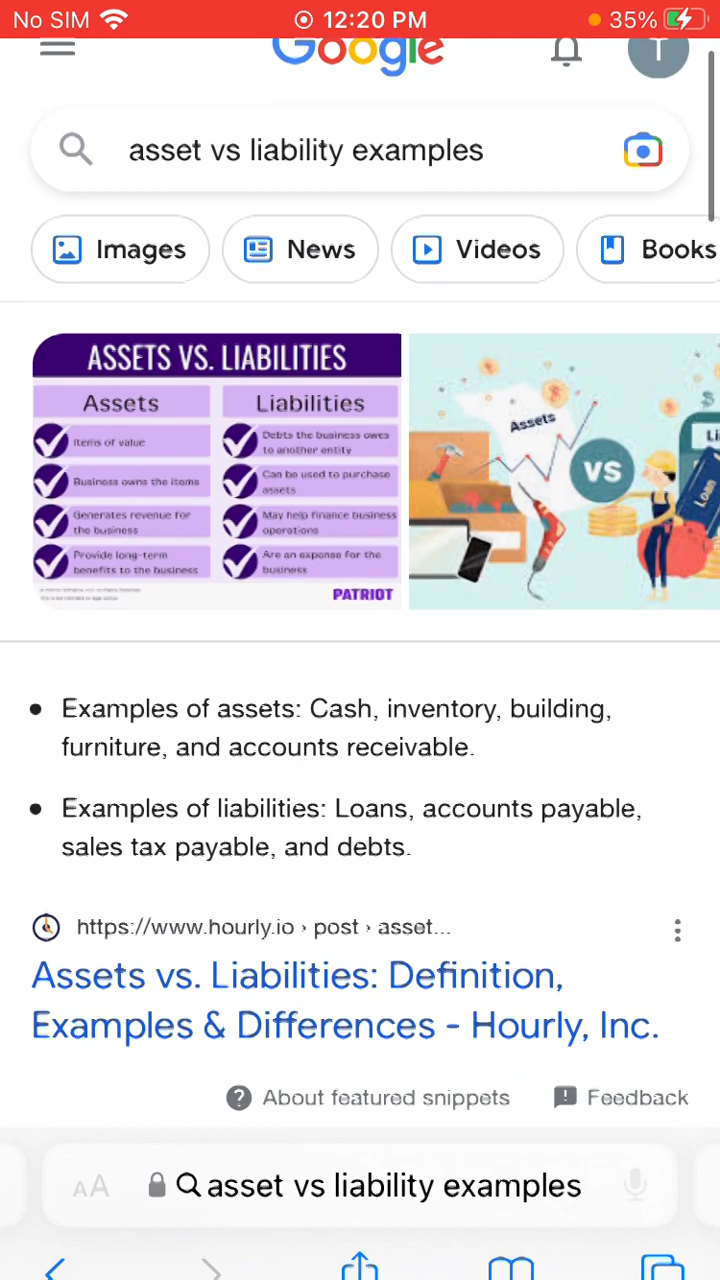 No SIM 12:20 PM 35%
Google
T
asset vs liability examples
Images News Videos Books
ASSETS VS. LIABILITIES
Assets
Items of value
Business owns the items
Generates revenue for
the business
Provide long-term
benefits to the business
Liabilities
Debts the business owes
to another entity
Can be used to purchase
assets
May help finance business
operations
Are an expense for the
business
PATRIOT
Assets
VS
Li
Loan
• Examples of assets: Cash, inventory, building,
furniture, and accounts receivable.
• Examples of liabilities: Loans, accounts payable,
sales tax payable, and debts.
https://www.hourly.io › post › asset...
Assets vs. Liabilities: Definition,
Examples & Differences - Hourly, Inc.
About featured snippets Feedback
AA asset vs liability examples